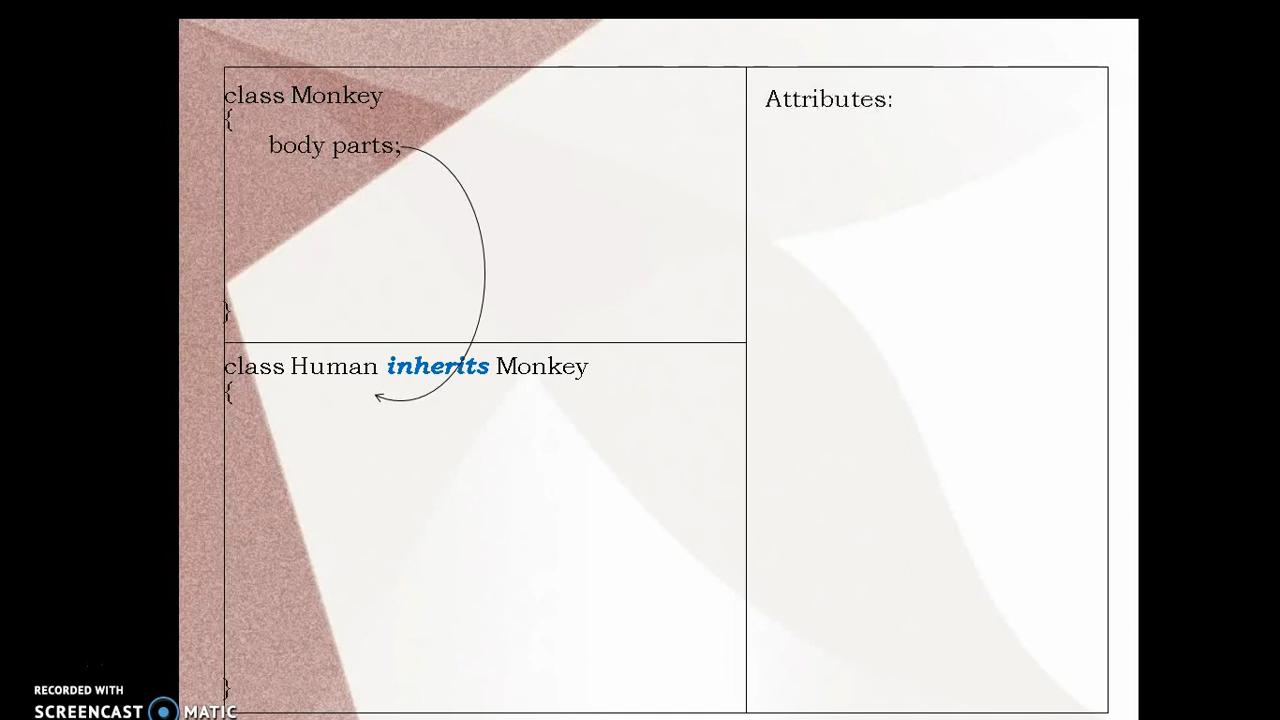 class Monkey
{
body parts;
}
class Human inherits Monkey
{
}
Attributes:
RECORDED WITH
SCREENCAST MATIC